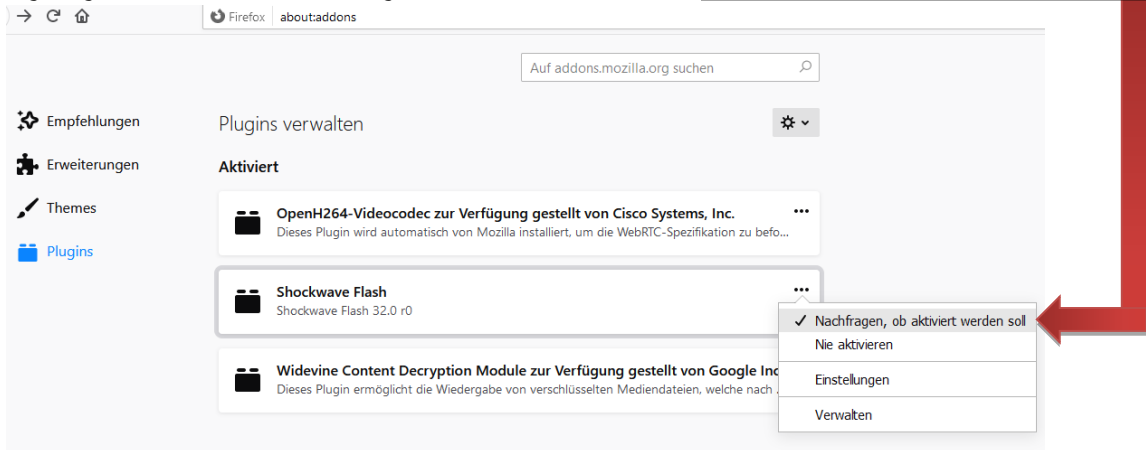 Firefox about:addons
Auf addons.mozilla.org suchen
Empfehlungen
Erweiterungen
Themes
Plugins
Plugins verwalten
Aktiviert
OpenH264-Videocodec zur Verfügung gestellt von Cisco Systems, Inc.
Dieses Plugin wird automatisch von Mozilla installiert, um die WebRTC-Spezifikation zu befo...
Shockwave Flash
Shockwave Flash 32.0 r0
Nachfragen, ob aktiviert werden soll
Nie aktivieren
Einstellungen
Verwalten
Widevine Content Decryption Module zur Verfügung gestellt von Google Inc
Dieses Plugin ermöglicht die Wiedergabe von verschlüsselten Mediendateien, welche nach